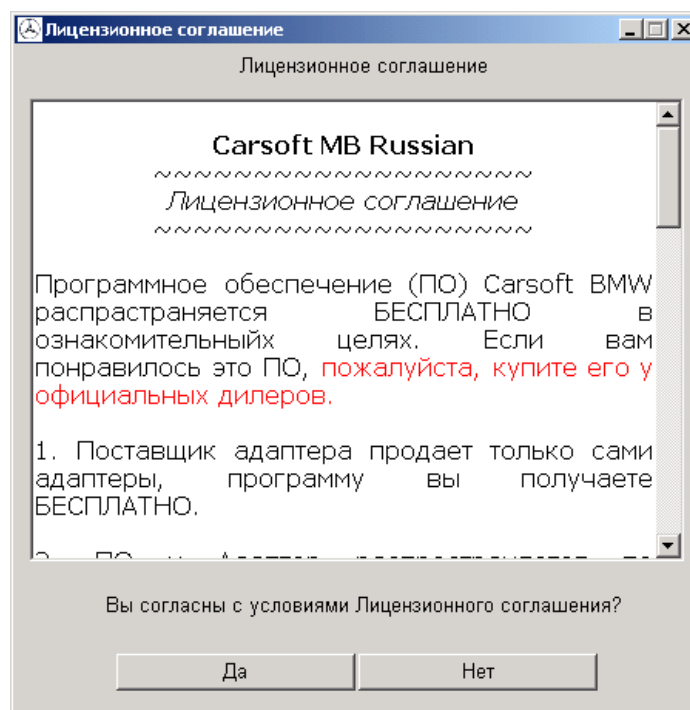 Лицензионное соглашение
Лицензионное соглашение
Carsoft MB Russian
~~~~~~~~~~~~~~~~~~~
Лицензионное соглашение
~~~~~~~~~~~~~~~~~~~
Программное обеспечение (ПО) Carsoft BMW
распрастраняется БЕСПЛАТНО в
ознакомительныйх целях. Если вам
понравилось это ПО, пожалуйста, купите его у
официальных дилеров.
1. Поставщик адаптера продает только сами
адаптеры, программу вы получаете
БЕСПЛАТНО.
Вы согласны с условиями Лицензионного соглашения?
Да Нет